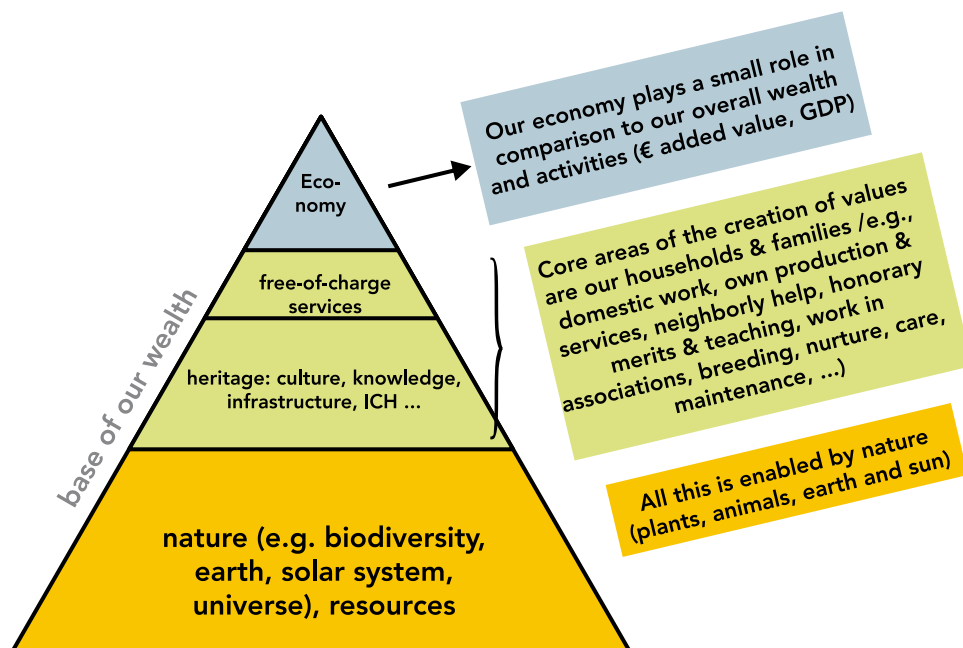 Our economy plays a small role in
comparison to our overall wealth
and activities (€ added value, GDP)
Eco-
nomy
Core areas of the creation of values
are our households & families /e.g.,
domestic work, own production &
services, neighborly help, honorary
merits & teaching, work in
associations, breeding, nurture, care,
maintenance, ...)
free-of-charge
services
heritage: culture, knowledge,
infrastructure, ICH ...
base of our wealth
All this is enabled by nature
(plants, animals, earth and sun)
nature (e.g. biodiversity,
earth, solar system,
universe), resources